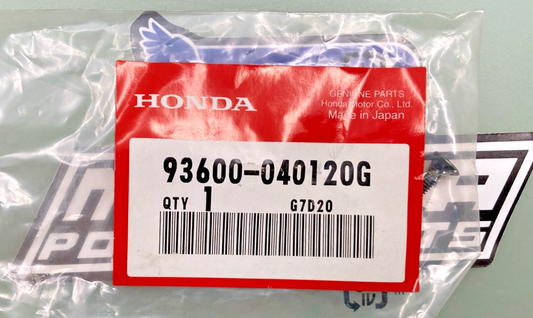 HONDA
GENUINE PARTS
Honda Motor Co., Ltd.
Made in Japan
93600-040120G
QTY 1 G7D20